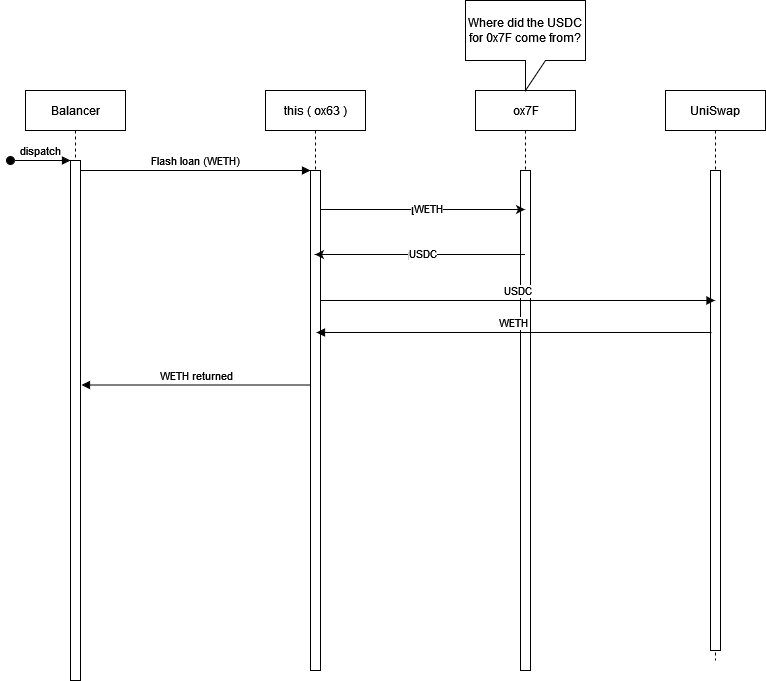 Where did the USDC
for 0x7F come from?
Balancer
this ( ox63 )
ox7F
UniSwap
dispatch
Flash loan (WETH)
WETH
USDC
USDC
WETH
WETH returned